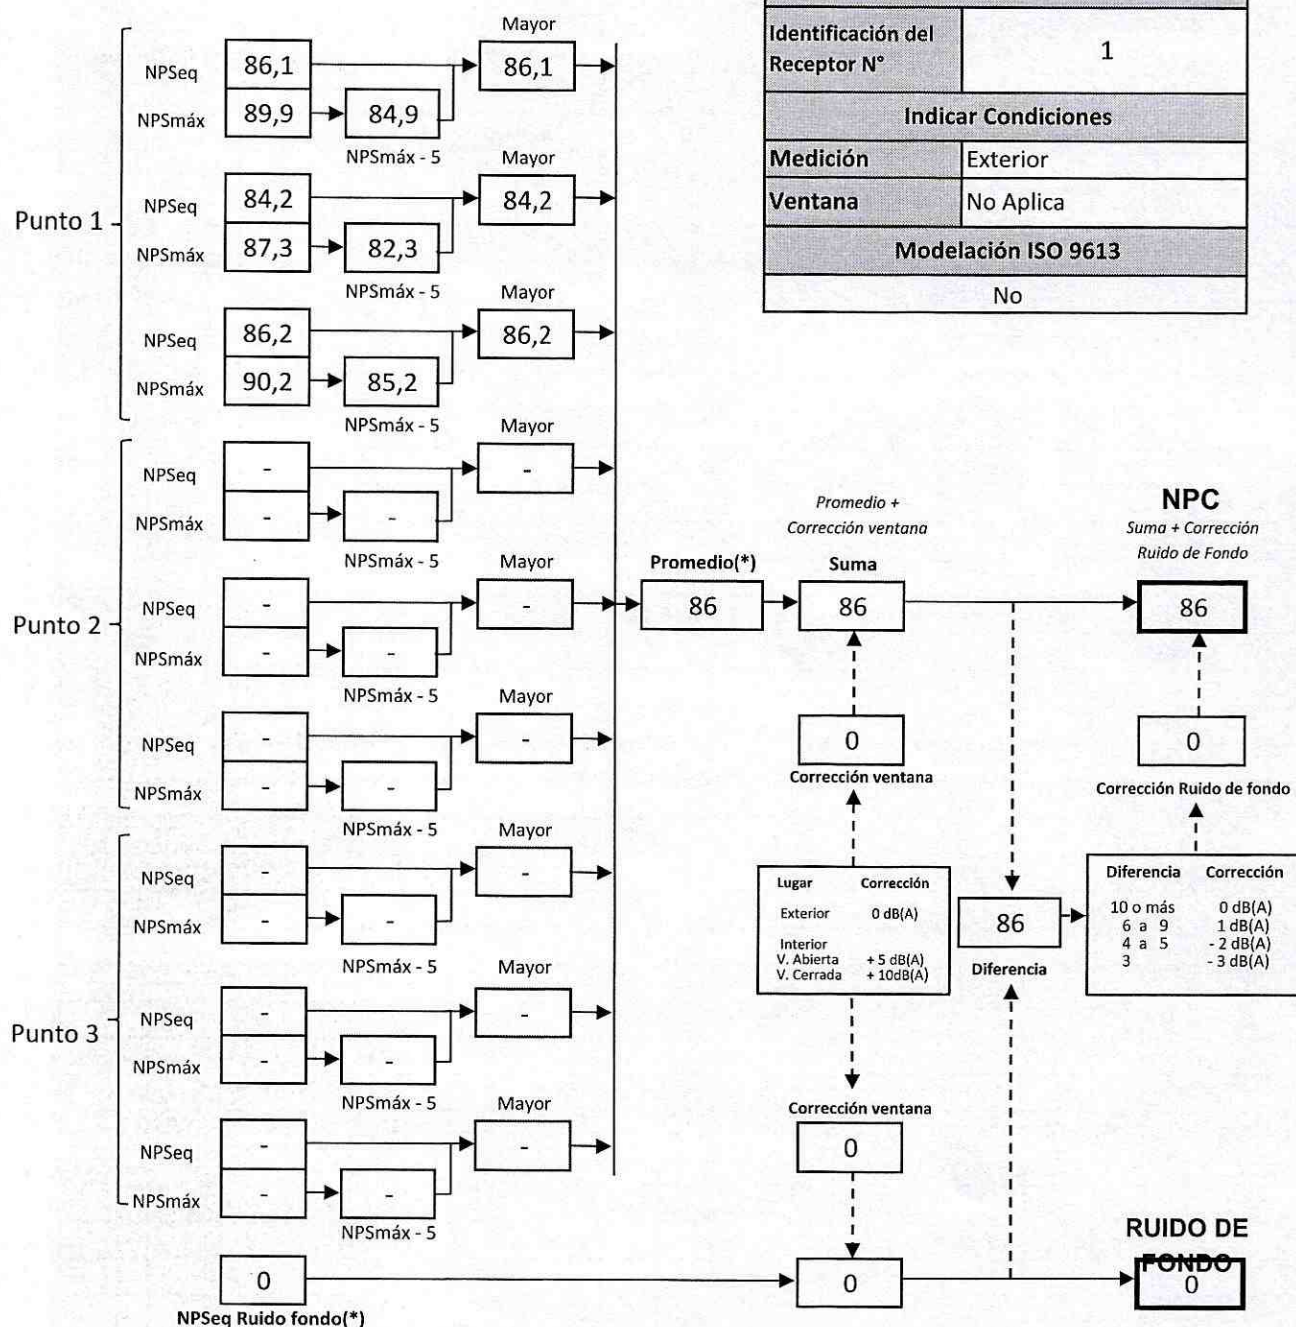 Identificación del
Receptor N°
1
Indicar Condiciones
Medición
Exterior
Ventana
No Aplica
Modelación ISO 9613
No
Punto 1
Mayor
NPSeq
86,1
86,1
NPSmáx
89,9
84,9
NPSmáx - 5
Mayor
NPSeq
84,2
84,2
NPSmáx
87,3
82,3
NPSmáx - 5
Mayor
NPSeq
86,2
86,2
NPSmáx
90,2
85,2
NPSmáx - 5
Punto 2
Mayor
NPSeq
-
-
NPSmáx
-
-
NPSmáx - 5
Mayor
NPSeq
-
-
NPSmáx
-
-
NPSmáx - 5
Mayor
NPSeq
-
-
NPSmáx
-
-
NPSmáx - 5
Punto 3
Mayor
NPSeq
-
-
NPSmáx
-
-
NPSmáx - 5
Mayor
NPSeq
-
-
NPSmáx
-
-
NPSmáx - 5
Mayor
NPSeq
-
-
NPSmáx
-
-
NPSmáx - 5
Promedio(*)
86
Promedio +
Corrección ventana
Suma
86
NPC
Suma + Corrección
Ruido de Fondo
86
0
Corrección ventana
0
Corrección Ruido de fondo
Lugar Corrección
Exterior 0 dB(A)
Interior
V. Abierta + 5 dB(A)
V. Cerrada + 10dB(A)
86
Diferencia
Diferencia Corrección
10 o más 0 dB(A)
6 a 9 1 dB(A)
4 a 5 - 2 dB(A)
3 - 3 dB(A)
Corrección ventana
0
0
NPSeq Ruido fondo(*)
0
RUIDO DE
FONDO
0